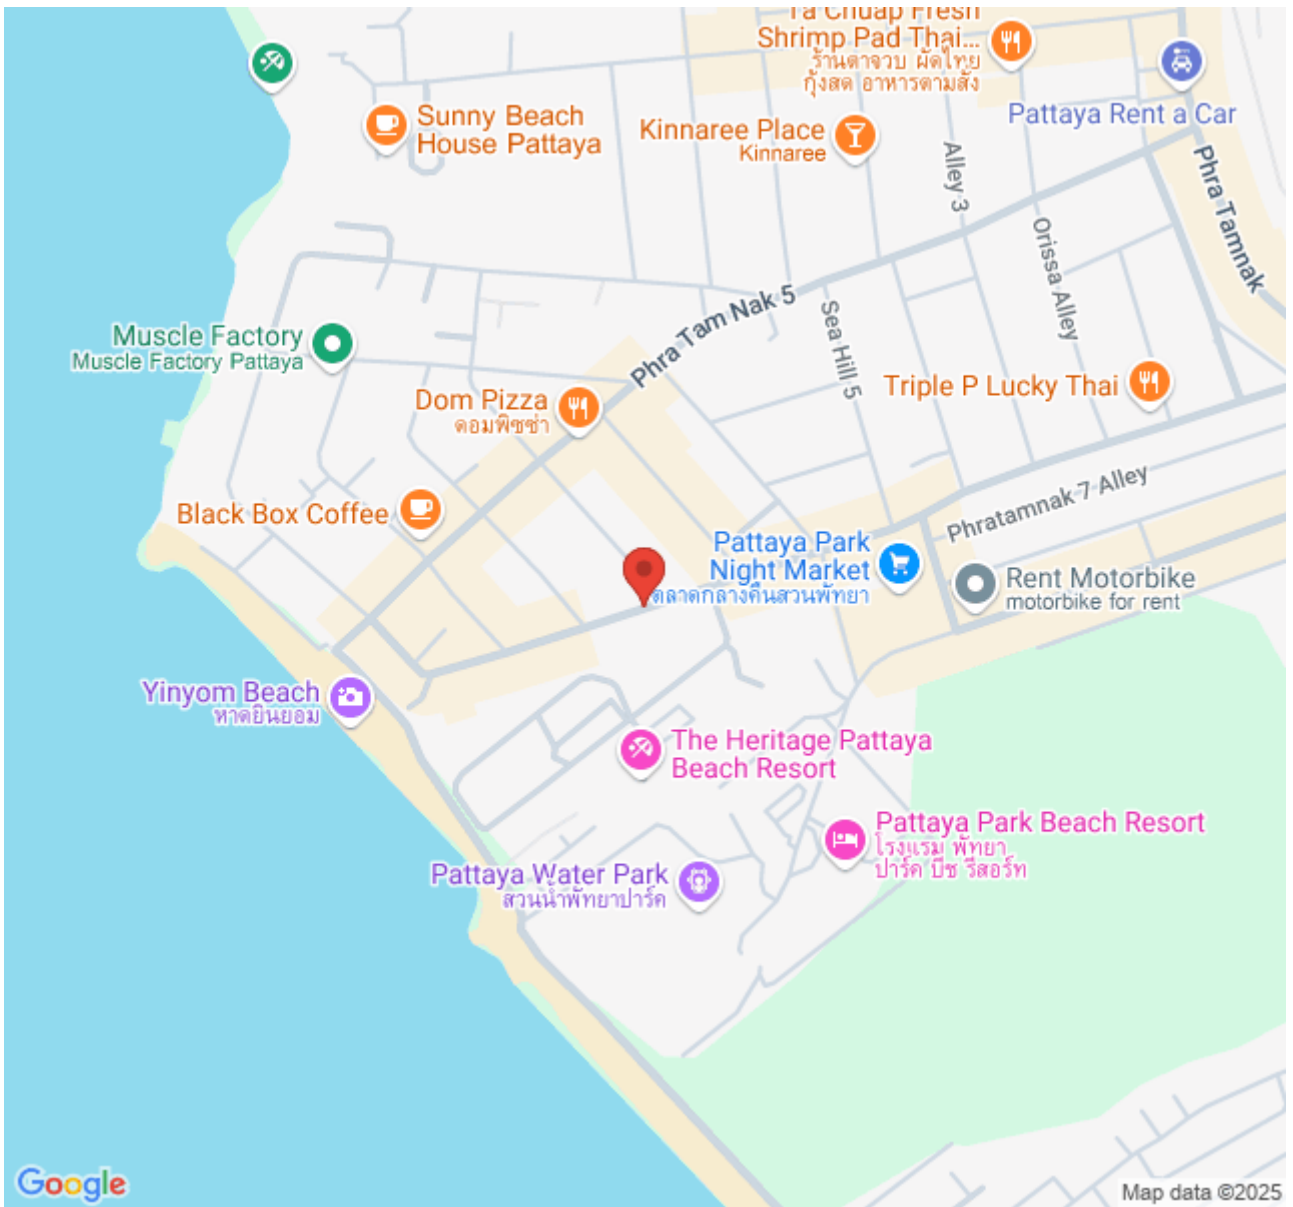 Ta Chuap Fresh
Shrimp Pad Thai...
ร้านตาจวบ ผัดไทย
กุ้งสด อาหารตามสั่ง
Pattaya Rent a Car
Sunny Beach
House Pattaya
Kinnaree Place
Kinnaree
Alley 3
Phra Tamnak
Orissa Alley
Phra Tam Nak 5
Sea Hill 5
Muscle Factory
Muscle Factory Pattaya
Triple P Lucky Thai
Dom Pizza
ดอมพิซซ่า
Phratamnak 7 Alley
Black Box Coffee
Pattaya Park
Night Market
ตลาดกลางคืนสวนพัทยา
Rent Motorbike
motorbike for rent
Yinyom Beach
หาดยินยอม
The Heritage Pattaya
Beach Resort
Pattaya Park Beach Resort
โรงแรม พัทยา
ปาร์ค บีช รีสอร์ท
Pattaya Water Park
สวนน้ำพัทยาปาร์ค
Google
Map data ©2025